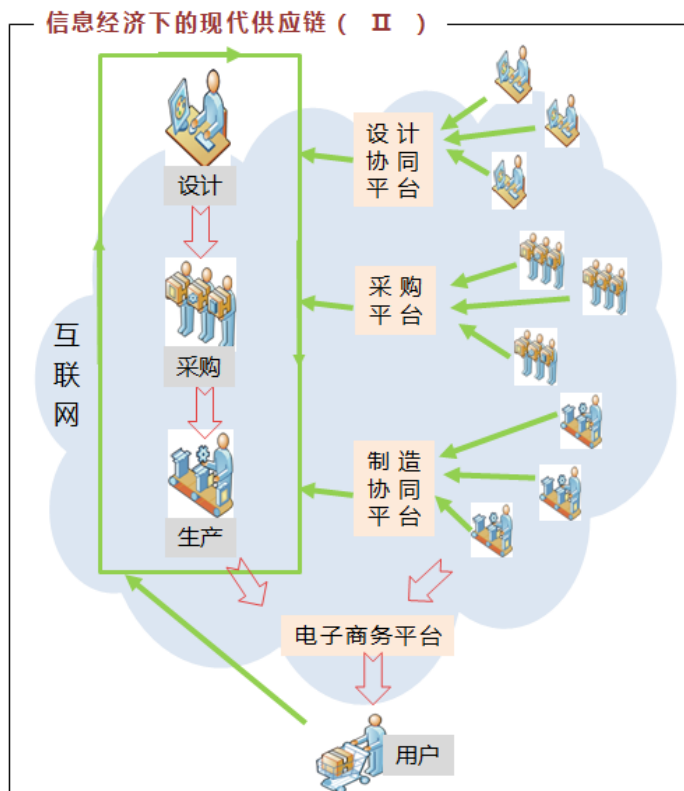 信息经济下的现代供应链（ Ⅱ ）
设计
协同
平台
设计
采购
平台
互
联
网
采购
制造
协同
平台
生产
电子商务平台
用户